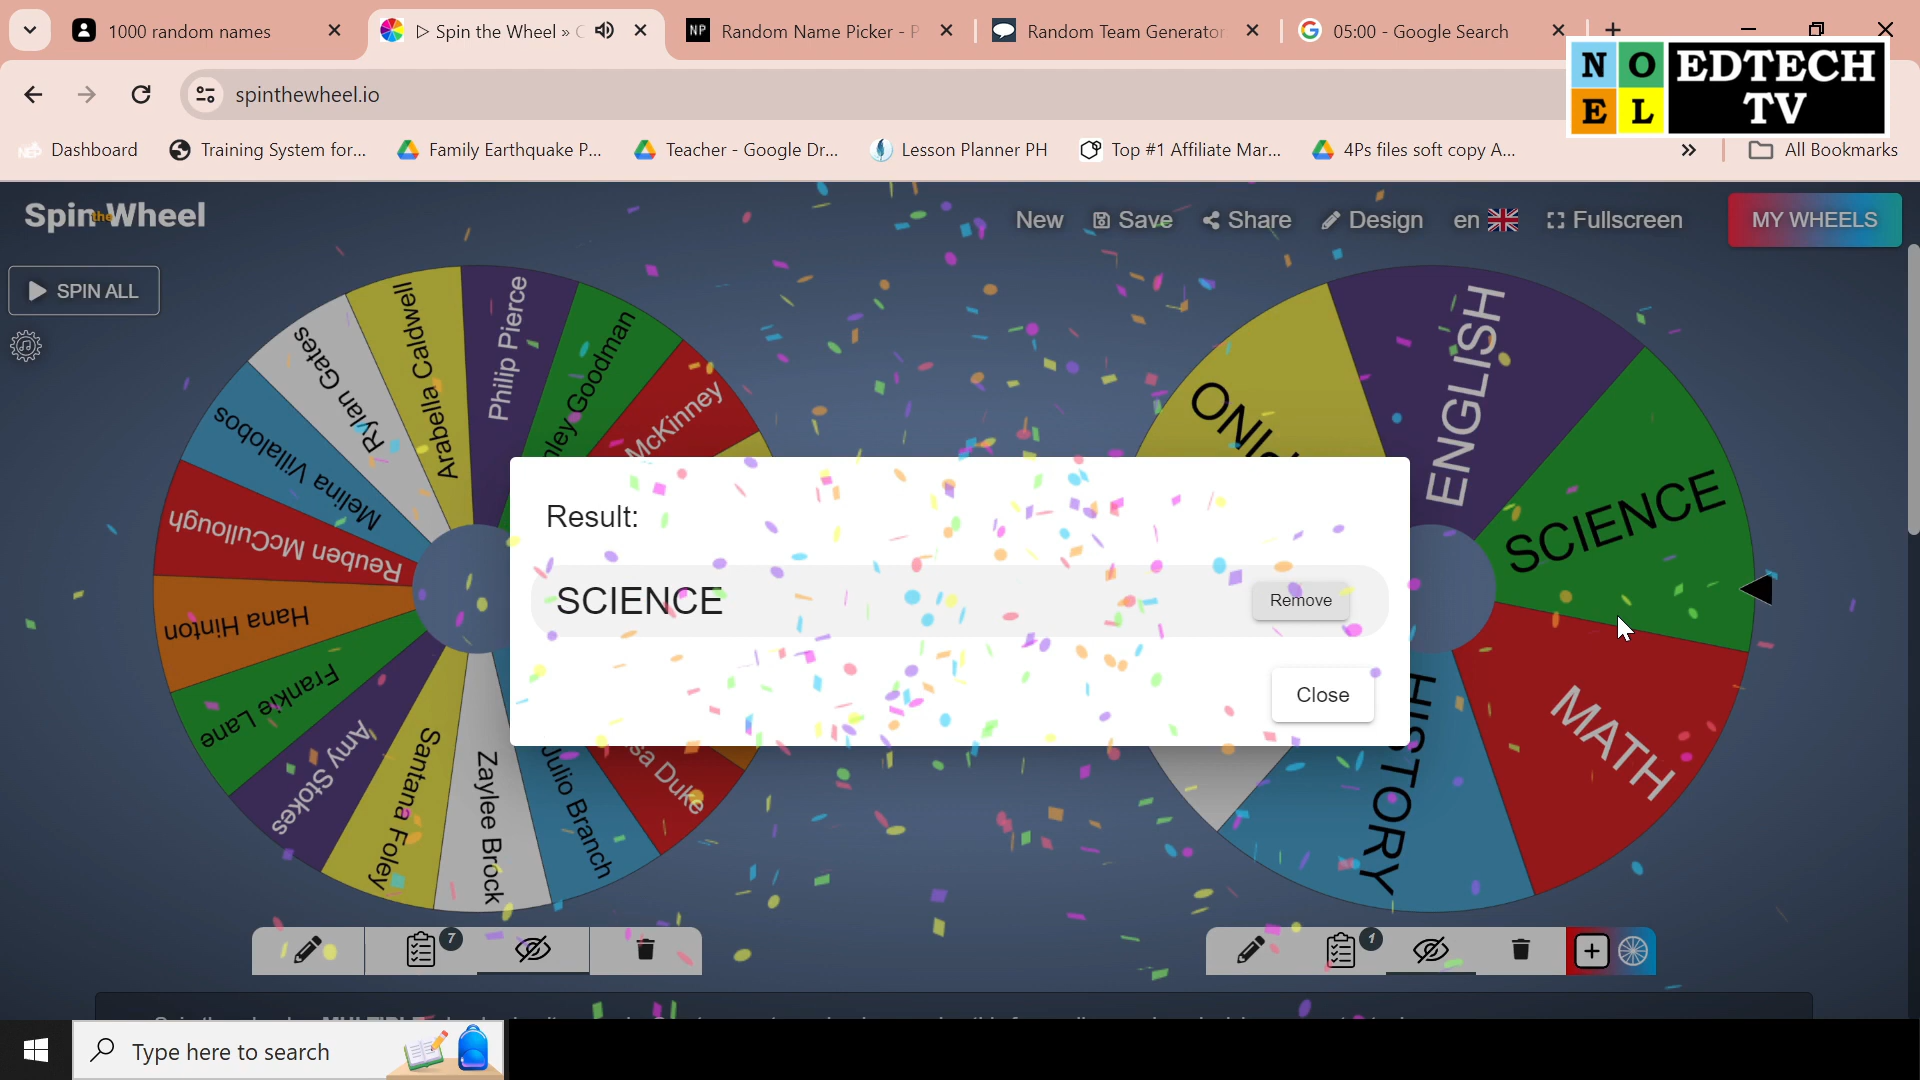 1000 random names
▷ Spin the Wheel »
Random Name Picker - P
Random Team Generator
05:00 - Google Search
spinthewheel.io
NOEL
EDTECH
TV
Dashboard
Training System for...
Family Earthquake P...
Teacher - Google Dr...
Lesson Planner PH
Top #1 Affiliate Mar...
4Ps files soft copy A...
All Bookmarks
Spin the Wheel
New
Save
Share
Design
en
Fullscreen
MY WHEELS
SPIN ALL
Philip Pierce
Arabella Caldwell
Rylan Gates
Melina Villalobos
Reuben McCullough
Hana Hinton
Frankie Lane
Amy Stokes
Santana Foley
Zaylee Brock
Julio Branch
Duke
McKinney
Goodman
ENGLISH
SCIENCE
MATH
HISTORY
Result:
SCIENCE
Remove
Close
7
1
Type here to search